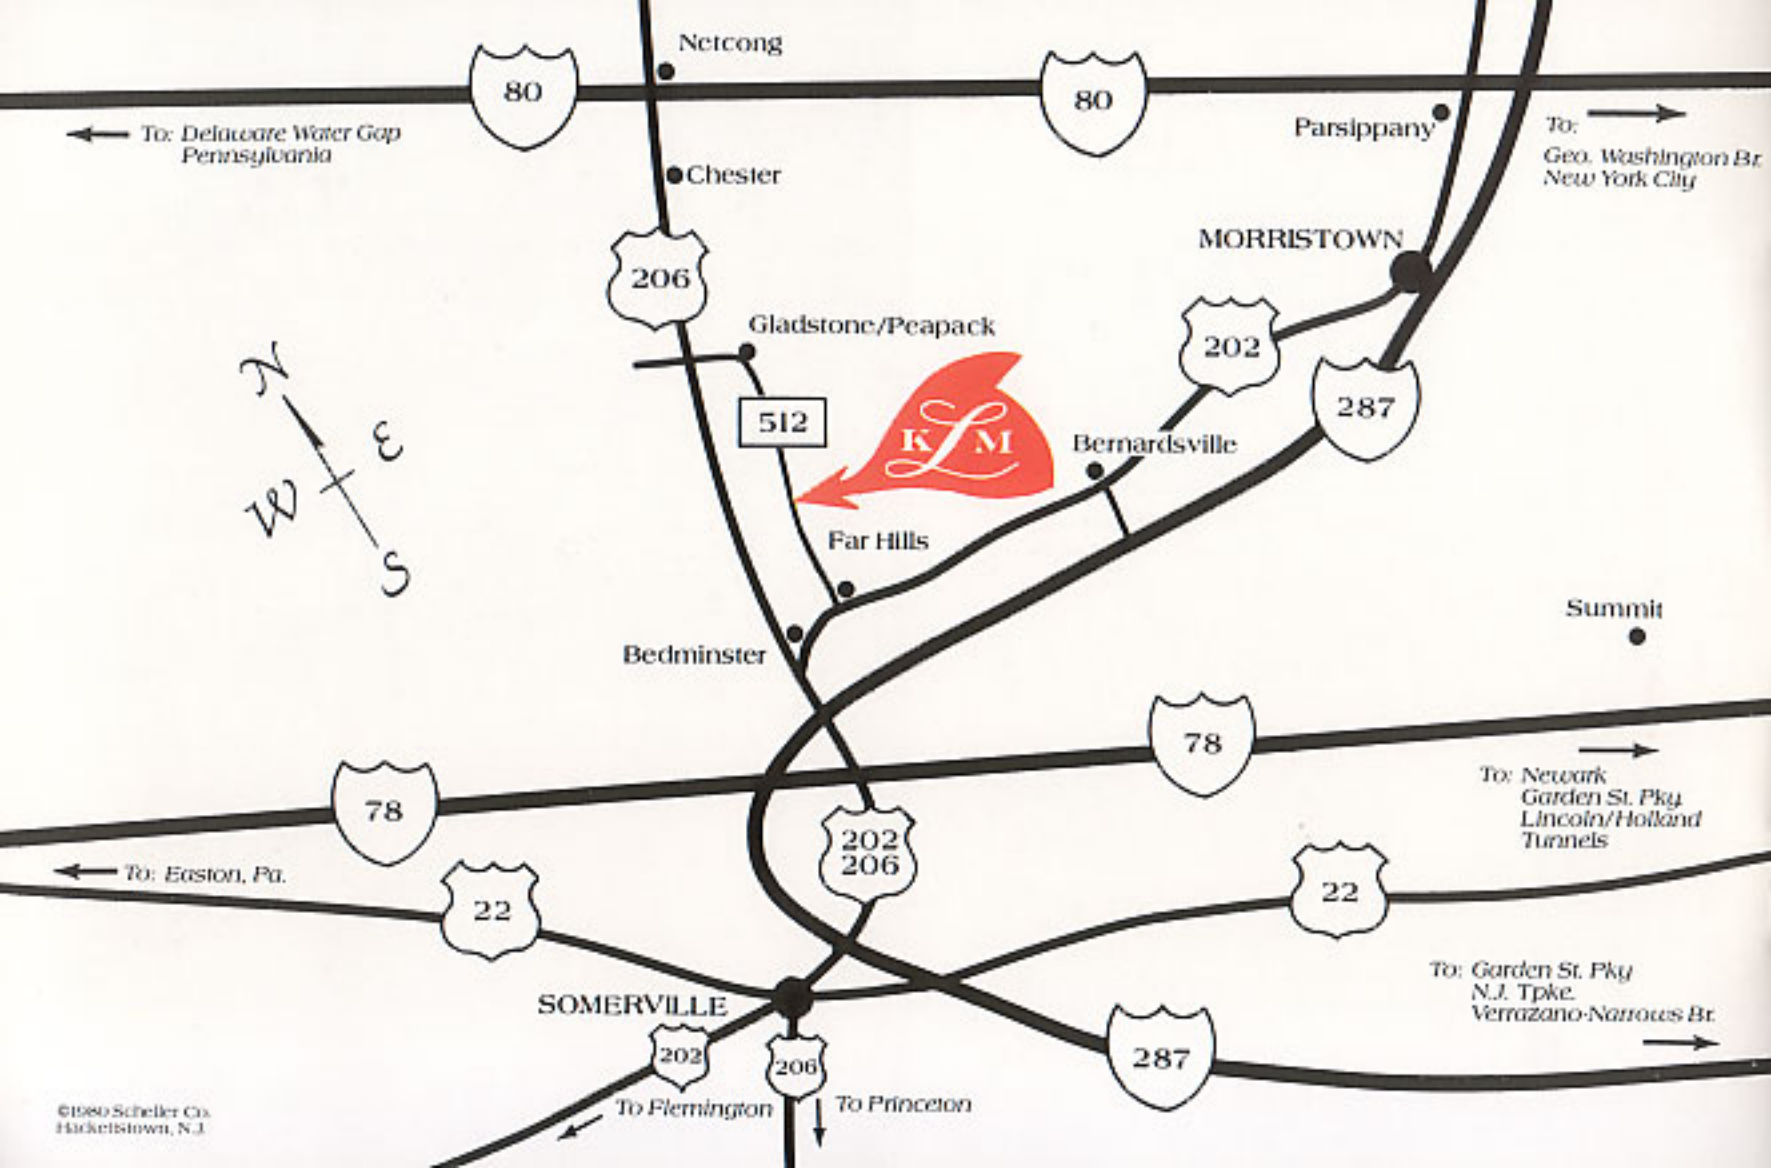 Netcong
80
80
To: Delaware Water Gap
Pennsylvania
Parsippany
To:
Geo. Washington Br.
New York City
Chester
MORRISTOWN
206
Gladstone/Peapack
202
N
512
287
E
K L M
Bernardsville
W
Far Hills
S
Summit
Bedminster
78
78
To: Newark
Garden St. Pky.
Lincoln/Holland
Tunnels
202
206
To: Easton, Pa.
22
22
To: Garden St. Pky
N.J. Tpke.
Verrazano-Narrows Br.
SOMERVILLE
202
206
287
To Flemington
To Princeton
©1980 Scheller Co.
Hackettstown, N.J.